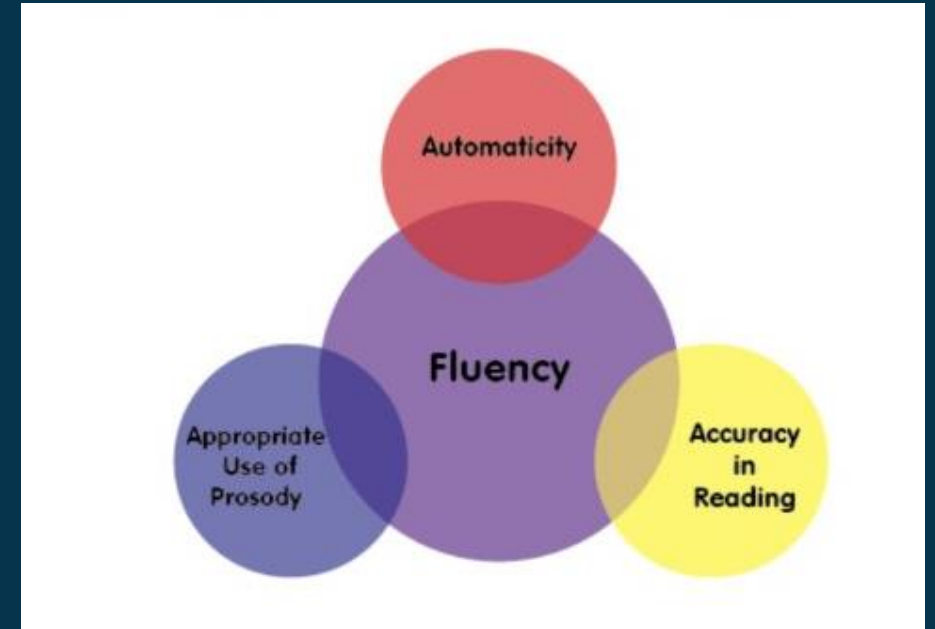 Automaticity
Fluency
Appropriate
Use of
Prosody
Accuracy
in
Reading